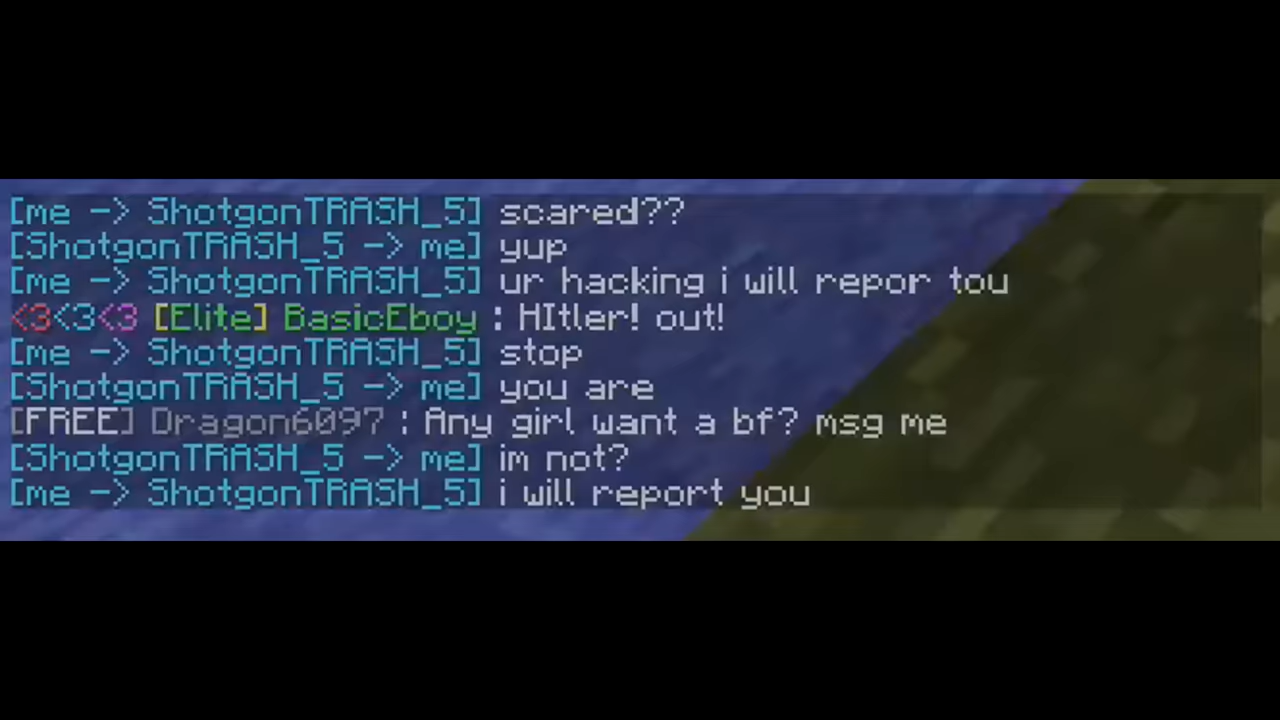 [me -> ShotgonTRASH_5] scared??
[ShotgonTRASH_5 -> me] yup
[me -> ShotgonTRASH_5] ur hacking i will repor tou
<3<3<3 [Elite] BasicEboy : HItler! out!
[me -> ShotgonTRASH_5] stop
[ShotgonTRASH_5 -> me] you are
[FREE] Dragon6097 : Any girl want a bf? msg me
[ShotgonTRASH_5 -> me] im not?
[me -> ShotgonTRASH_5] i will report you